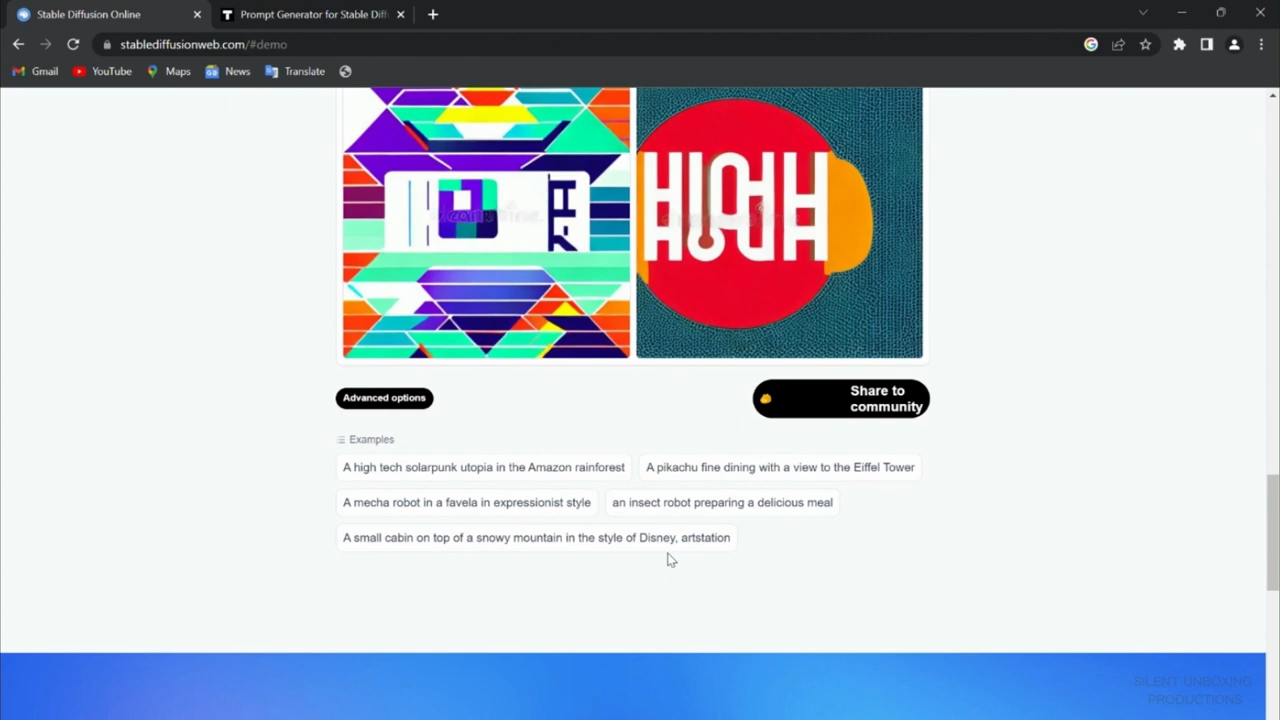 Stable Diffusion Online
Prompt Generator for Stable Diff
stablediffusionweb.com/#demo
Gmail
YouTube
Maps
News
Translate
Advanced options
Share to
community
Examples
A high tech solarpunk utopia in the Amazon rainforest
A pikachu fine dining with a view to the Eiffel Tower
A mecha robot in a favela in expressionist style
an insect robot preparing a delicious meal
A small cabin on top of a snowy mountain in the style of Disney, artstation
SILENT UNBOXING
PRODUCTIONS